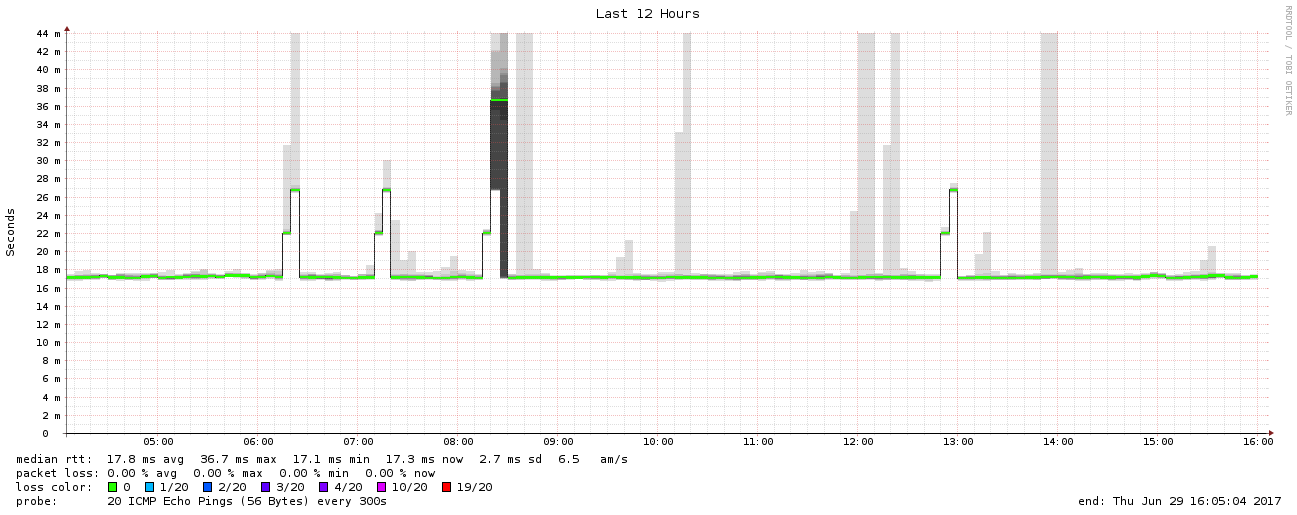 Last 12 Hours
RRDTOOL / TOBI OETIKER
Seconds
44 m
42 m
40 m
38 m
36 m
34 m
32 m
30 m
28 m
26 m
24 m
22 m
20 m
18 m
16 m
14 m
12 m
10 m
8 m
6 m
4 m
2 m
0
05:00 06:00 07:00 08:00 09:00 10:00 11:00 12:00 13:00 14:00 15:00 16:00
median rtt: 17.8 ms avg 36.7 ms max 17.1 ms min 17.3 ms now 2.7 ms sd 6.5 am/s
packet loss: 0.00 % avg 0.00 % max 0.00 % min 0.00 % now
loss color: 0 1/20 2/20 3/20 4/20 10/20 19/20
probe: 20 ICMP Echo Pings (56 Bytes) every 300s end: Thu Jun 29 16:05:04 2017